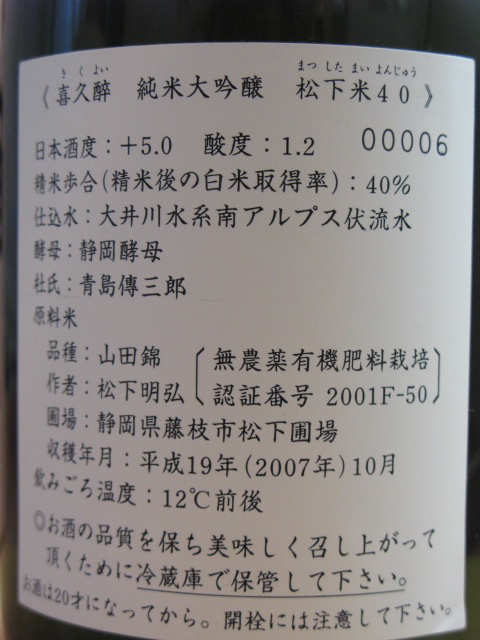 きくよい まつしたまいよんじゅう
《喜久醉 純米大吟醸 松下米40》
日本酒度：＋5.0 酸度：1.2 00006
精米歩合(精米後の白米取得率)：40%
仕込水：大井川水系南アルプス伏流水
酵母：静岡酵母
杜氏：青島傳三郎
原料米
品種：山田錦 〔無農薬有機肥料栽培
作者：松下明弘 認証番号 2001F-50〕
圃場：静岡県藤枝市松下圃場
収穫年月：平成19年(2007年)10月
飲みごろ温度：12℃前後
◎お酒の品質を保ち美味しく召し上がって
頂くために冷蔵庫で保管して下さい。
お酒は20才になってから。開栓には注意して下さい。